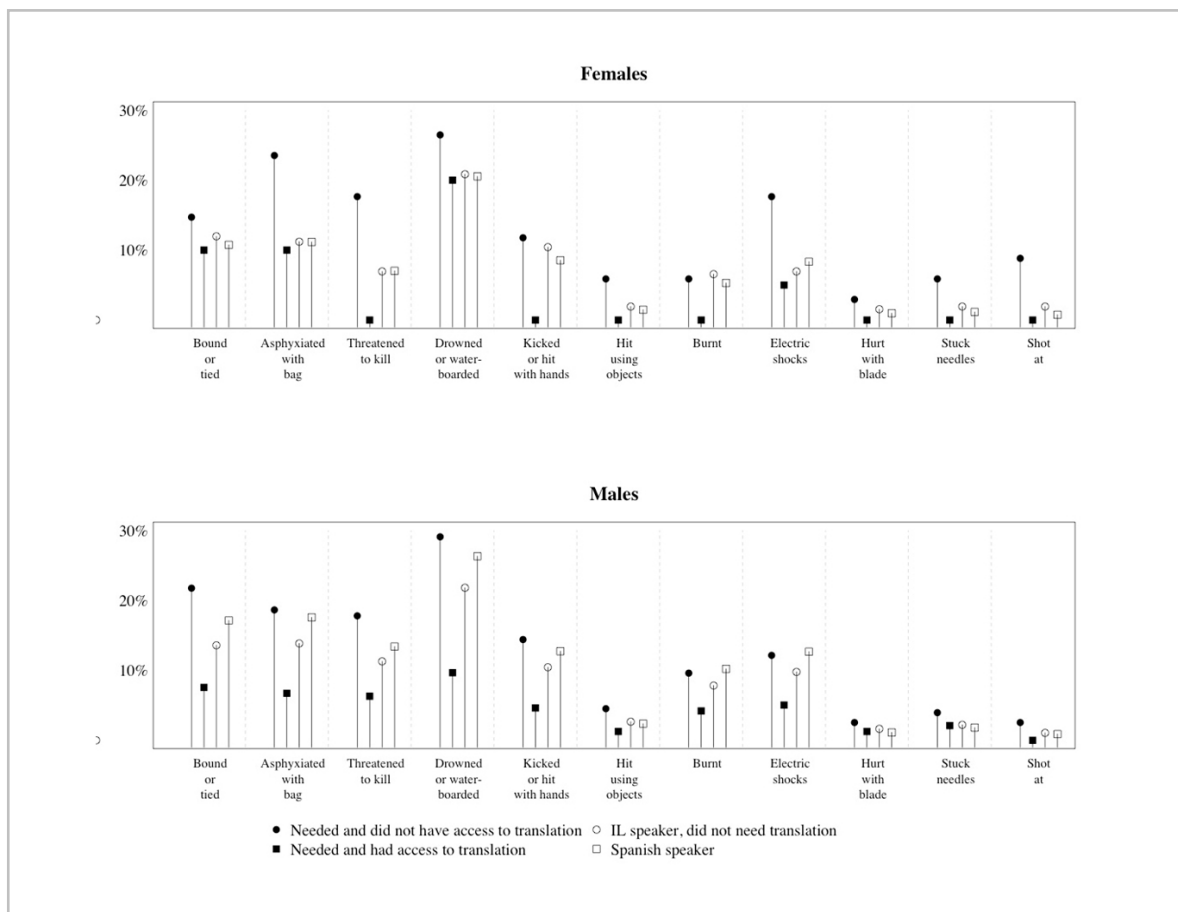 Females
30%
20%
10%
Bound Asphyxiated Threatened Drowned Kicked Hit Burnt Electric Hurt Stuck Shot
or with to kill or water- or hit using shocks with needles at
tied bag boarded with hands objects blade
Males
30%
20%
10%
Bound Asphyxiated Threatened Drowned Kicked Hit Burnt Electric Hurt Stuck Shot
or with to kill or water- or hit using shocks with needles at
tied bag boarded with hands objects blade
Needed and did not have access to translation IL speaker, did not need translation
Needed and had access to translation Spanish speaker